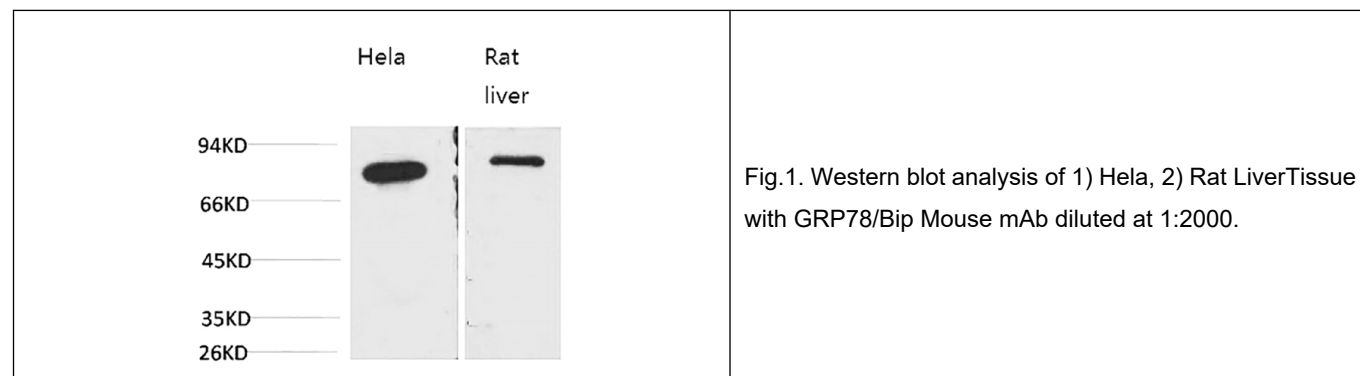 Hela
Rat
liver
94KD
66KD
45KD
35KD
26KD
Fig.1. Western blot analysis of 1) Hela, 2) Rat LiverTissue
with GRP78/Bip Mouse mAb diluted at 1:2000.